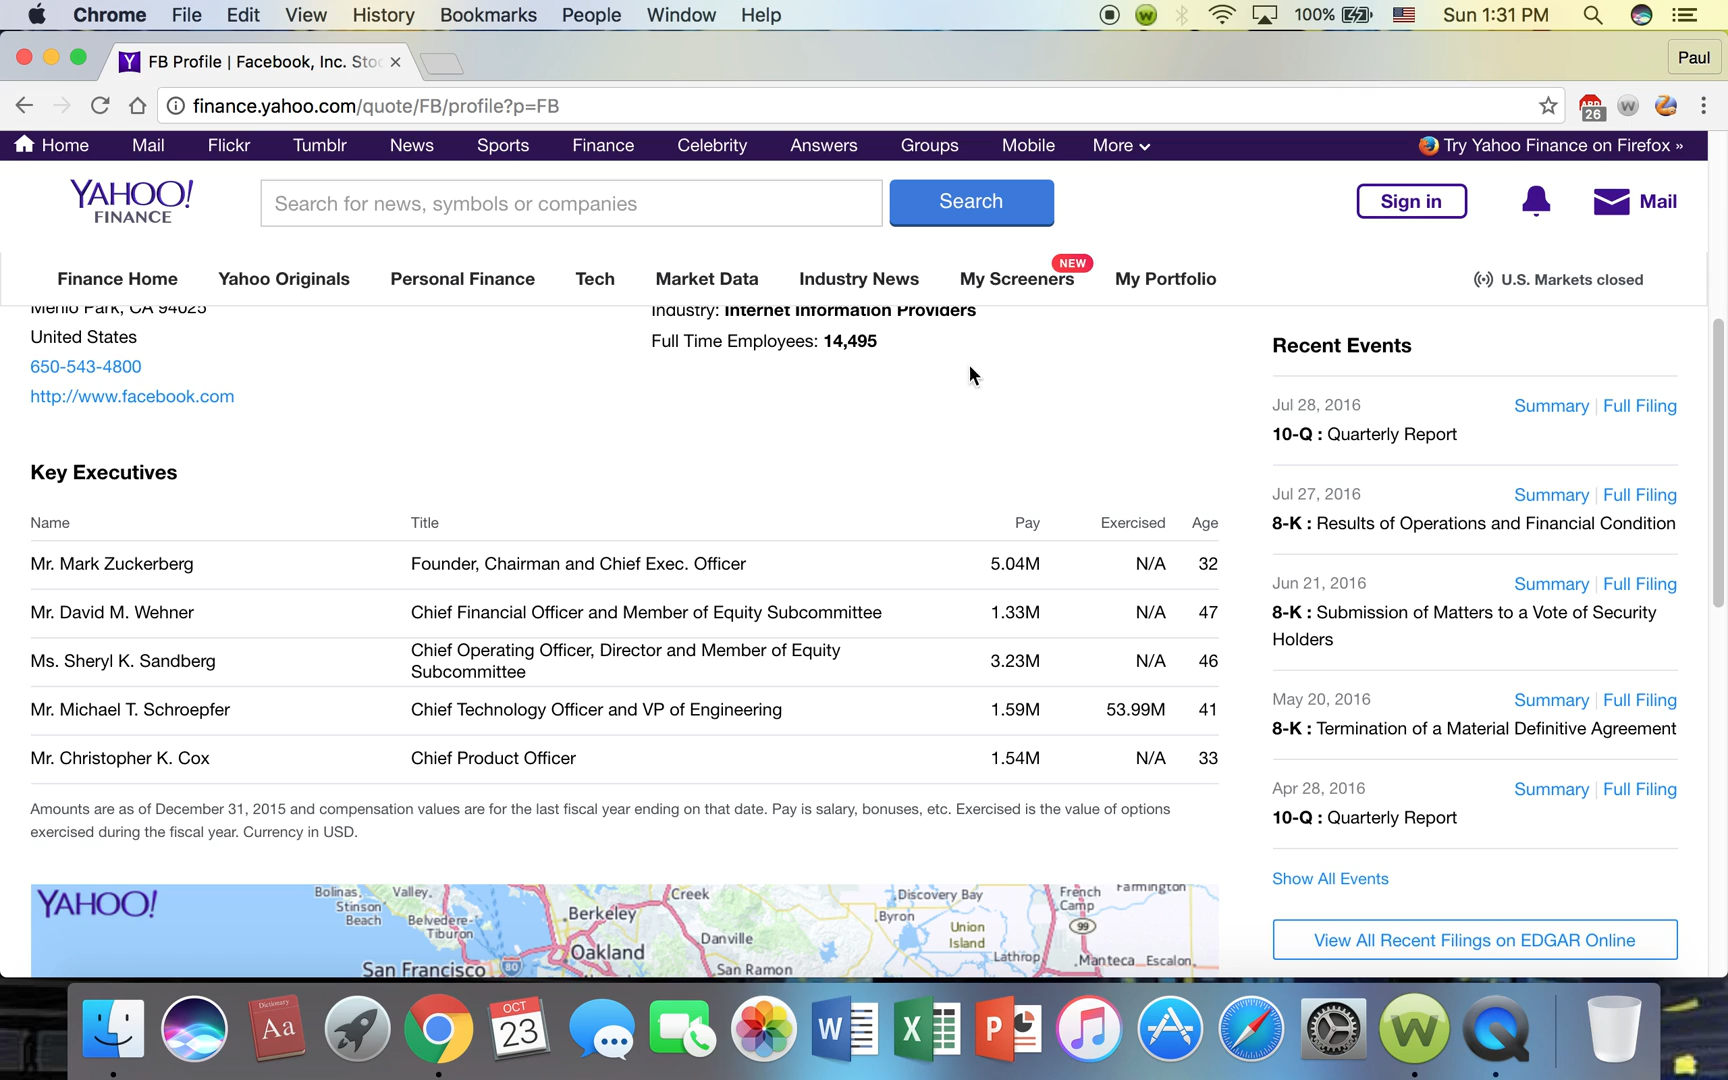 Chrome File Edit View History Bookmarks People Window Help
100% Sun 1:31 PM
FB Profile | Facebook, Inc. Stoc
Paul
finance.yahoo.com/quote/FB/profile?p=FB
26
Home Mail Flickr Tumblr News Sports Finance Celebrity Answers Groups Mobile More Try Yahoo Finance on Firefox »
YAHOO!
FINANCE
Search for news, symbols or companies
Search
Sign in
Mail
NEW
Finance Home Yahoo Originals Personal Finance Tech Market Data Industry News My Screeners My Portfolio
U.S. Markets closed
Menlo Park, CA 94025
United States
650-543-4800
http://www.facebook.com
Industry: Internet Information Providers
Full Time Employees: 14,495
Key Executives
Name Title Pay Exercised Age
Mr. Mark Zuckerberg Founder, Chairman and Chief Exec. Officer 5.04M N/A 32
Mr. David M. Wehner Chief Financial Officer and Member of Equity Subcommittee 1.33M N/A 47
Ms. Sheryl K. Sandberg Chief Operating Officer, Director and Member of Equity
Subcommittee 3.23M N/A 46
Mr. Michael T. Schroepfer Chief Technology Officer and VP of Engineering 1.59M 53.99M 41
Mr. Christopher K. Cox Chief Product Officer 1.54M N/A 33
Amounts are as of December 31, 2015 and compensation values are for the last fiscal year ending on that date. Pay is salary, bonuses, etc. Exercised is the value of options
exercised during the fiscal year. Currency in USD.
Recent Events
Jul 28, 2016 Summary | Full Filing
10-Q : Quarterly Report
Jul 27, 2016 Summary | Full Filing
8-K : Results of Operations and Financial Condition
Jun 21, 2016 Summary | Full Filing
8-K : Submission of Matters to a Vote of Security
Holders
May 20, 2016 Summary | Full Filing
8-K : Termination of a Material Definitive Agreement
Apr 28, 2016 Summary | Full Filing
10-Q : Quarterly Report
Show All Events
View All Recent Filings on EDGAR Online
YAHOO!
Bolinas.
Stinson
Beach
Valley.
Belvedere-
Tiburon
San Francisco
80
Berkeley
Oakland
Creek
Danville
San Ramon
Discovery Bay
Byron
Union
Island
Lathrop
French
Camp
99
Farmington
Manteca Escalon
Dictionary
Aa
OCT
23
W
X
P
W